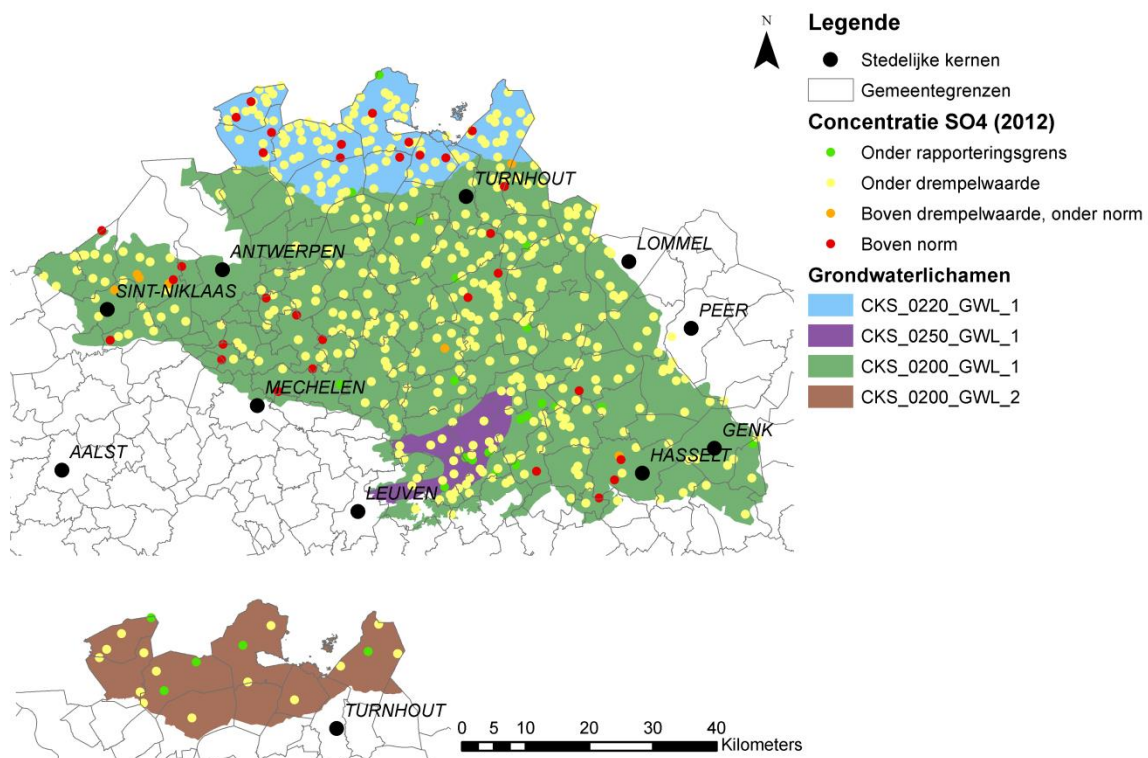 N
Legende
Stedelijke kernen
Gemeentegrenzen
Concentratie SO4 (2012)
Onder rapporteringsgrens
Onder drempelwaarde
Boven drempelwaarde, onder norm
Boven norm
Grondwaterlichamen
CKS_0220_GWL_1
CKS_0250_GWL_1
CKS_0200_GWL_1
CKS_0200_GWL_2
TURNHOUT
ANTWERPEN
LOMMEL
SINT-NIKLAAS
PEER
MECHELEN
GENK
AALST
HASSELT
LEUVEN
TURNHOUT
0 5 10 20 30 40
Kilometers